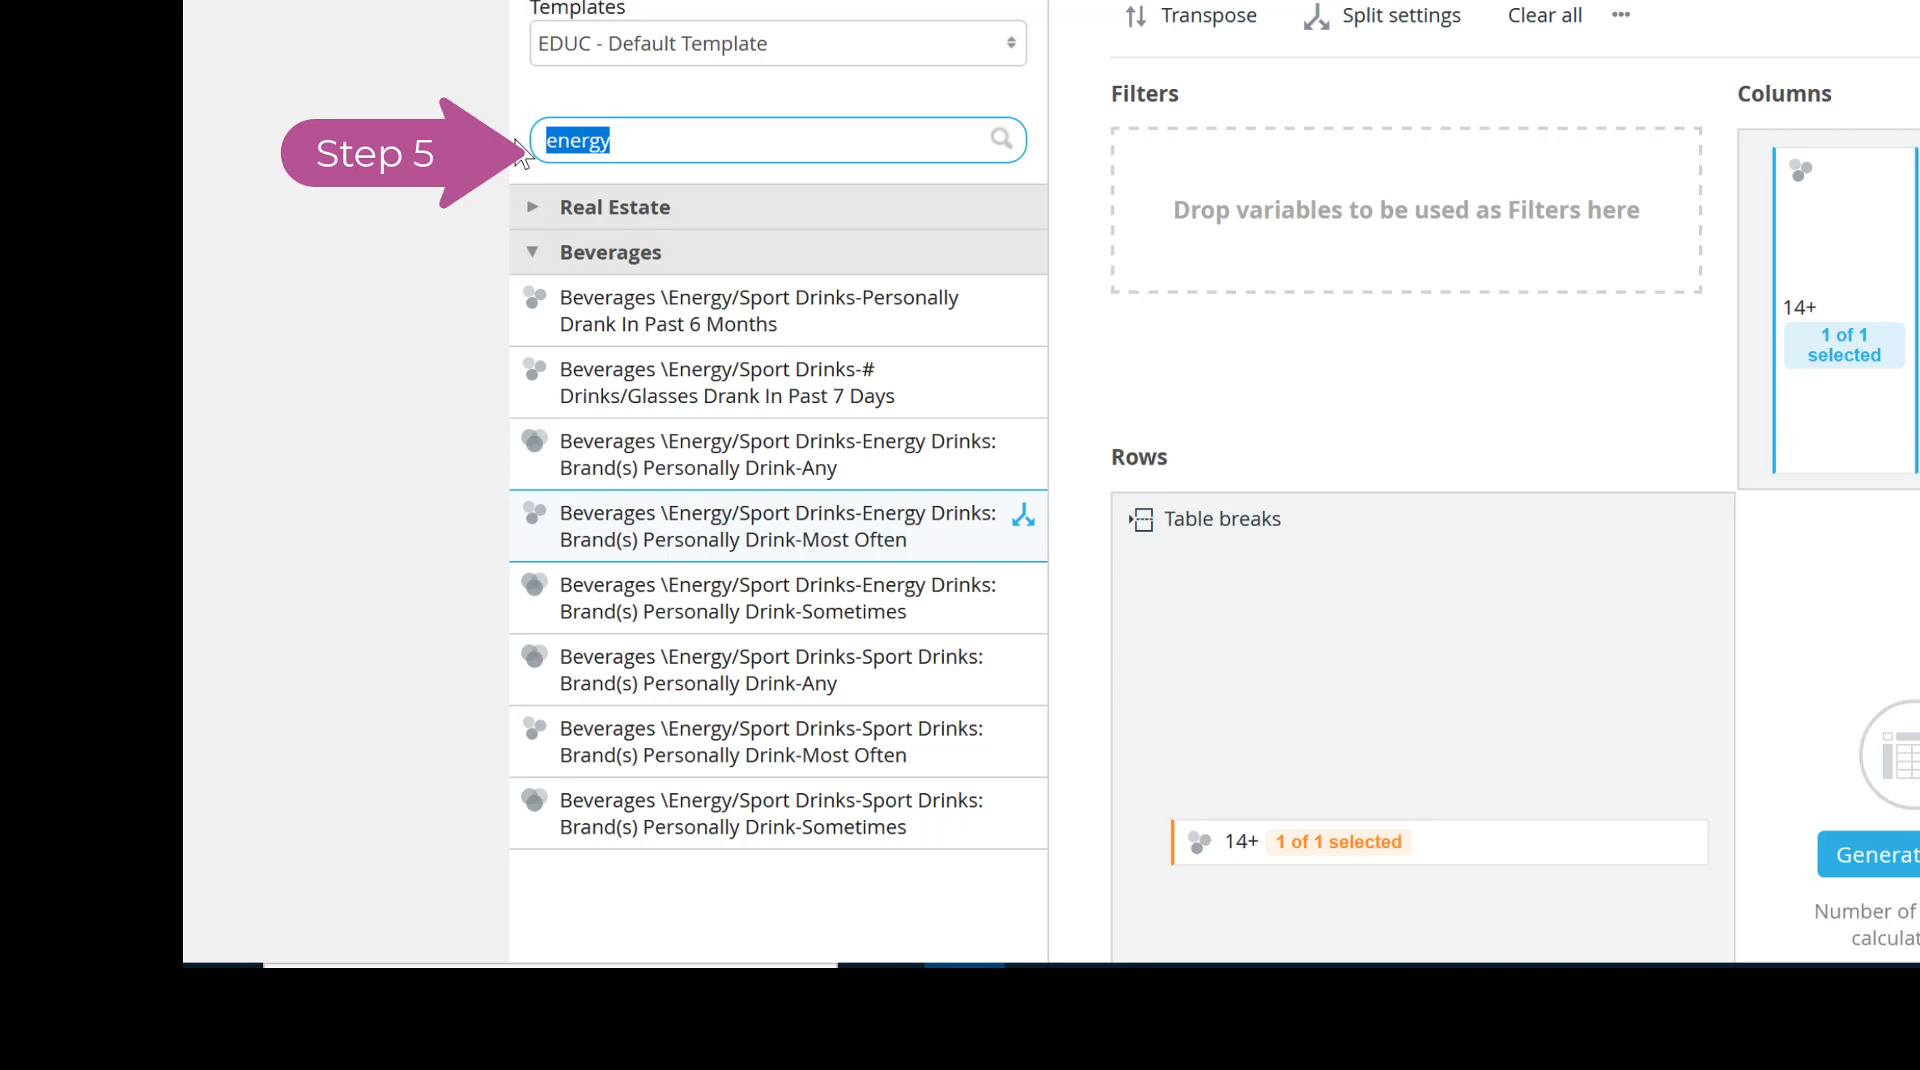 Templates
EDUC - Default Template
Step 5
energy
Real Estate
Beverages
Beverages \Energy/Sport Drinks-Personally
Drank In Past 6 Months
Beverages \Energy/Sport Drinks-#
Drinks/Glasses Drank In Past 7 Days
Beverages \Energy/Sport Drinks-Energy Drinks:
Brand(s) Personally Drink-Any
Beverages \Energy/Sport Drinks-Energy Drinks:
Brand(s) Personally Drink-Most Often
Beverages \Energy/Sport Drinks-Energy Drinks:
Brand(s) Personally Drink-Sometimes
Beverages \Energy/Sport Drinks-Sport Drinks:
Brand(s) Personally Drink-Any
Beverages \Energy/Sport Drinks-Sport Drinks:
Brand(s) Personally Drink-Most Often
Beverages \Energy/Sport Drinks-Sport Drinks:
Brand(s) Personally Drink-Sometimes
Transpose
Split settings
Clear all
Filters
Drop variables to be used as Filters here
Columns
14+
1 of 1
selected
Rows
Table breaks
14+ 1 of 1 selected
Generat
Number of
calculat